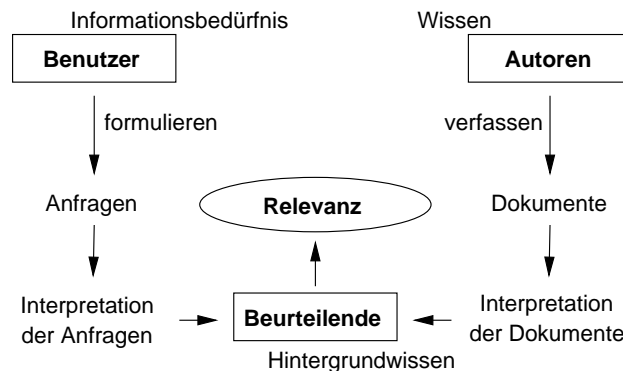 Informationsbedürfnis
Wissen
Benutzer
Autoren
formulieren
verfassen
Anfragen
Relevanz
Dokumente
Interpretation
der Anfragen
Beurteilende
Interpretation
der Dokumente
Hintergrundwissen